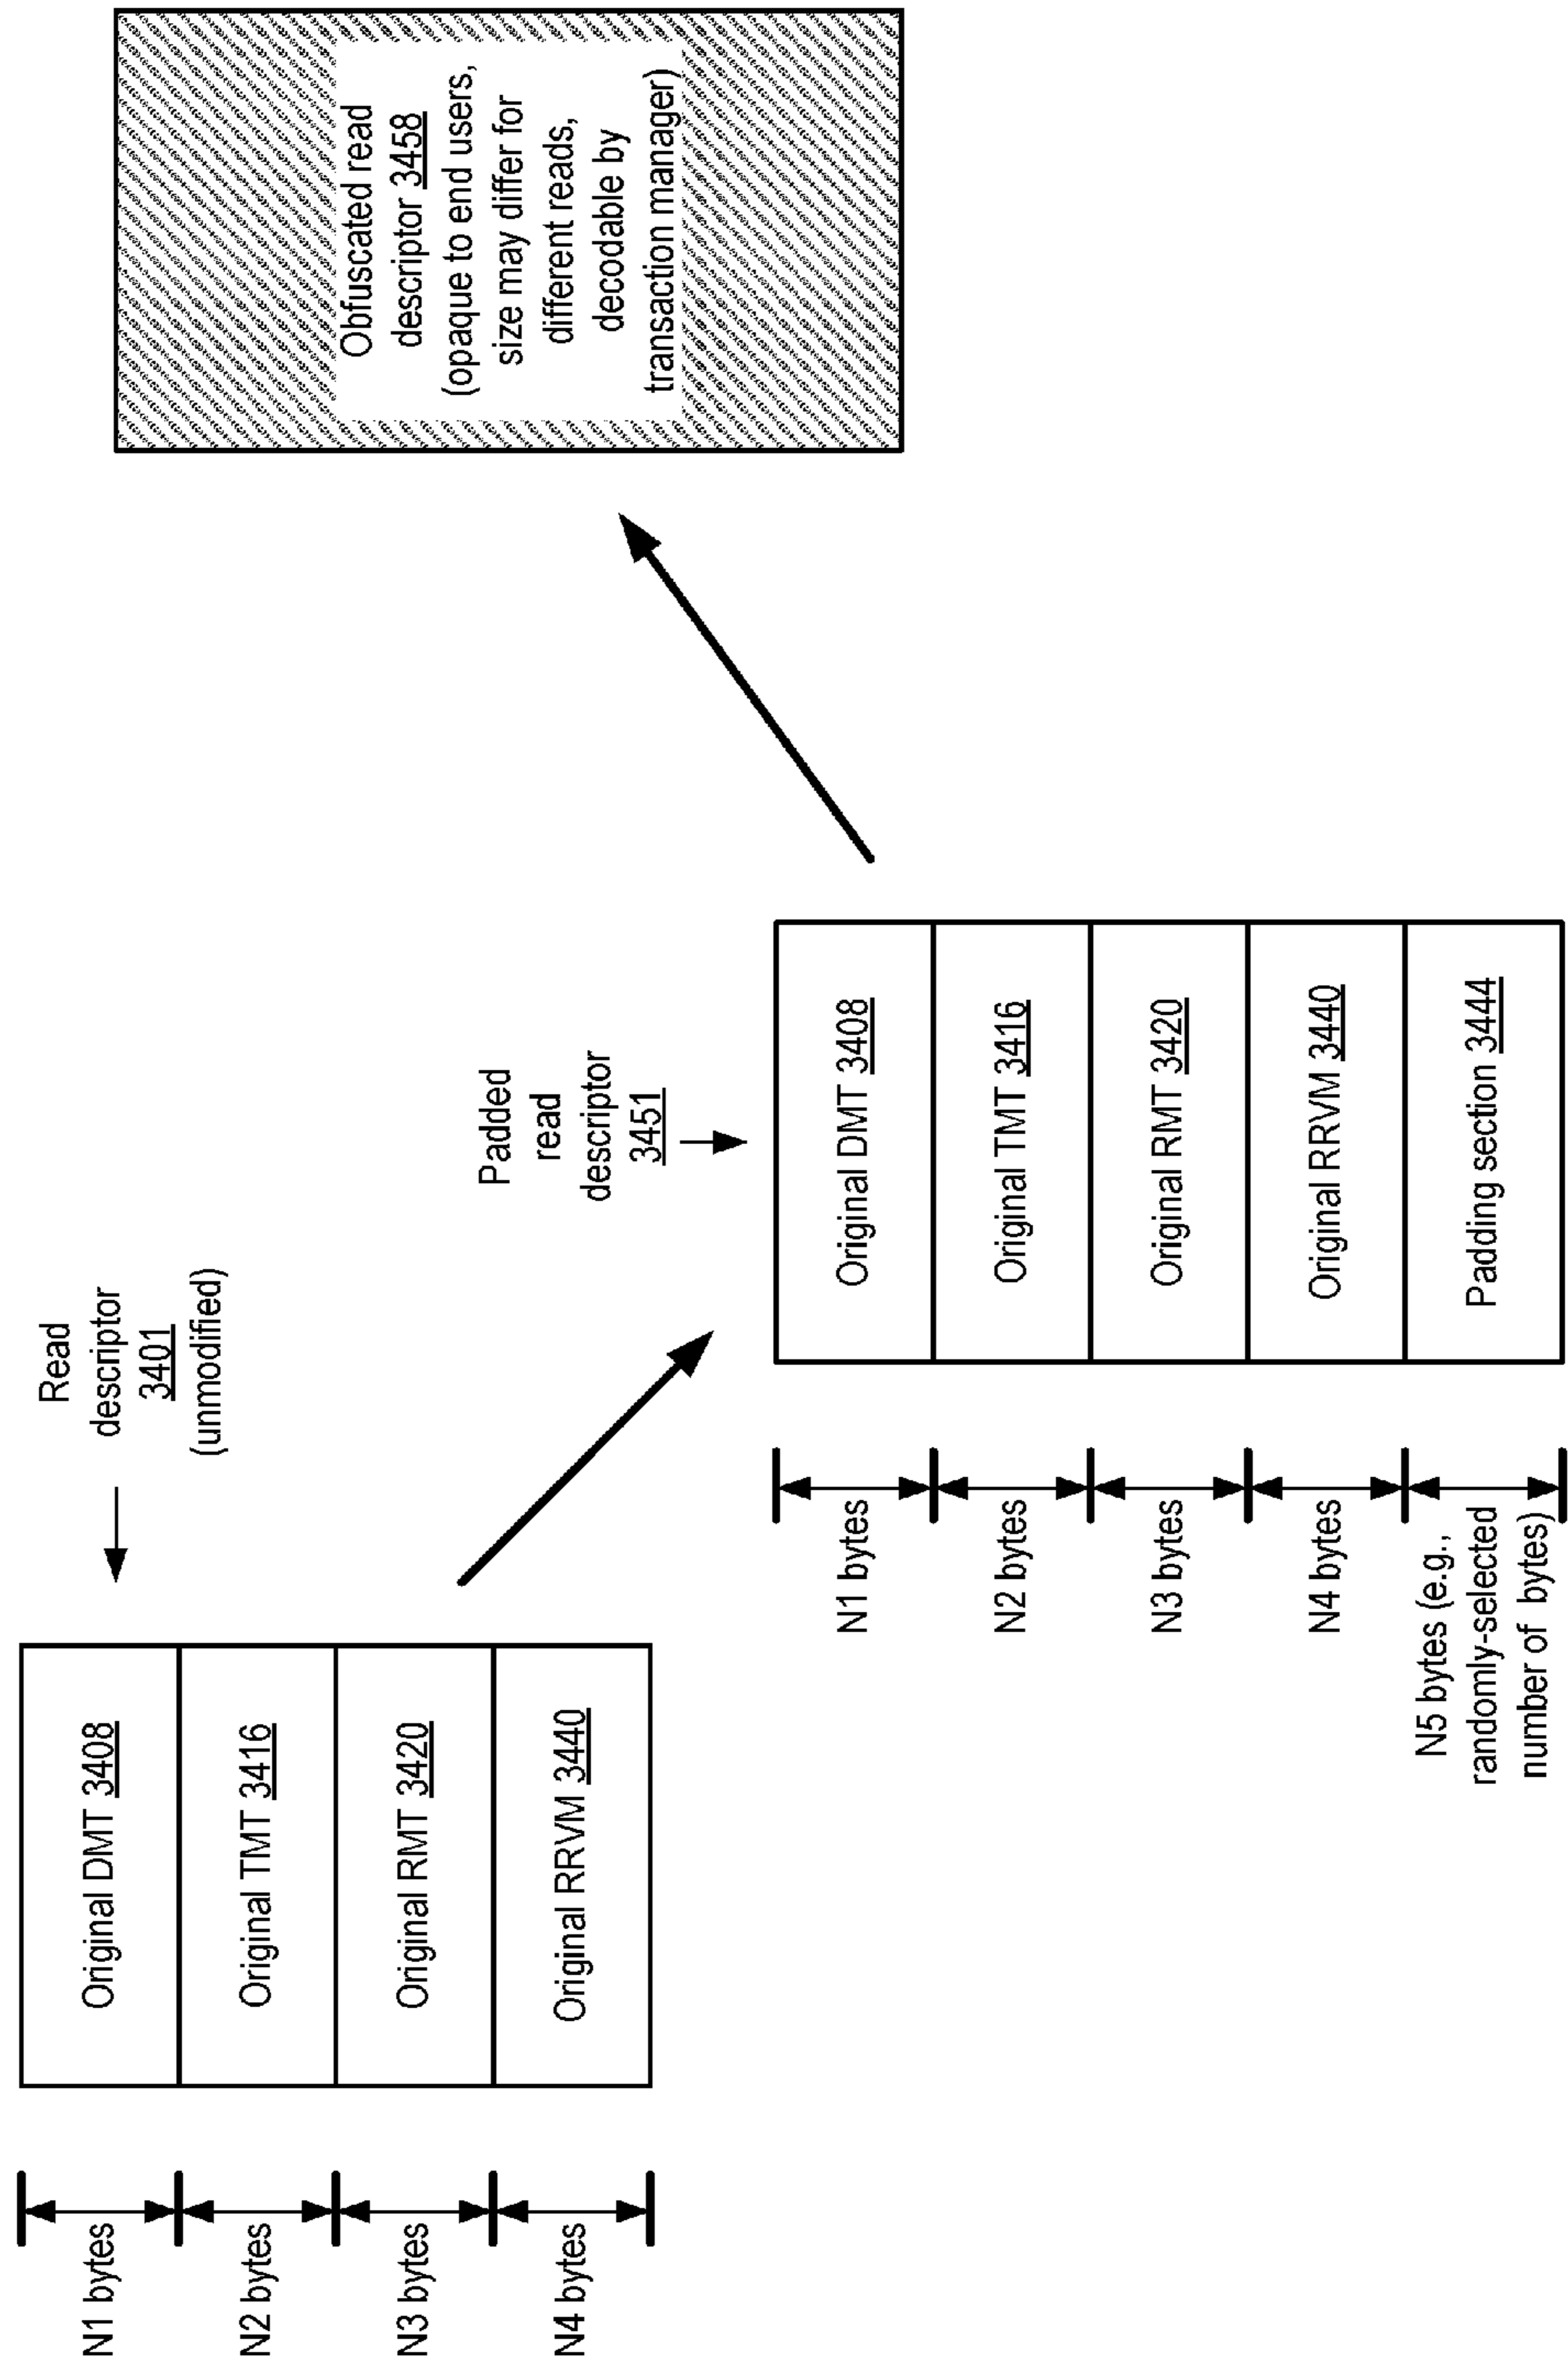 N1 bytes
N2 bytes
N3 bytes
N4 bytes
Original DMT 3408
Original TMT 3416
Original RMT 3420
Original RRVM 3440
Read
descriptor
3401
(unmodified)
N1 bytes
N2 bytes
N3 bytes
N4 bytes
N5 bytes (e.g.,
randomly-selected
number of bytes)
Padded
read
descriptor
3451
Original DMT 3408
Original TMT 3416
Original RMT 3420
Original RRVM 3440
Padding section 3444
Obfuscated read
descriptor 3458
(opaque to end users,
size may differ for
different reads,
decodable by
transaction manager)